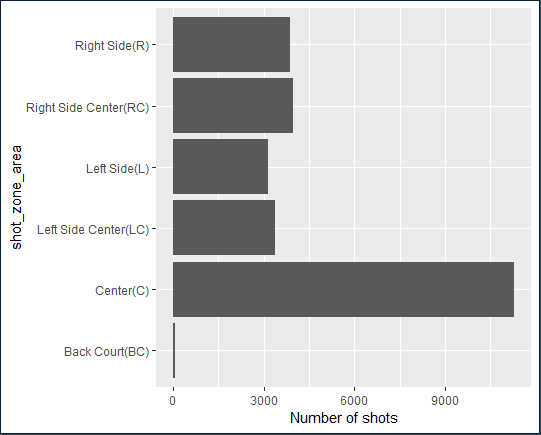 shot_zone_area
Right Side(R)
Right Side Center(RC)
Left Side(L)
Left Side Center(LC)
Center(C)
Back Court(BC)
0 3000 6000 9000
Number of shots